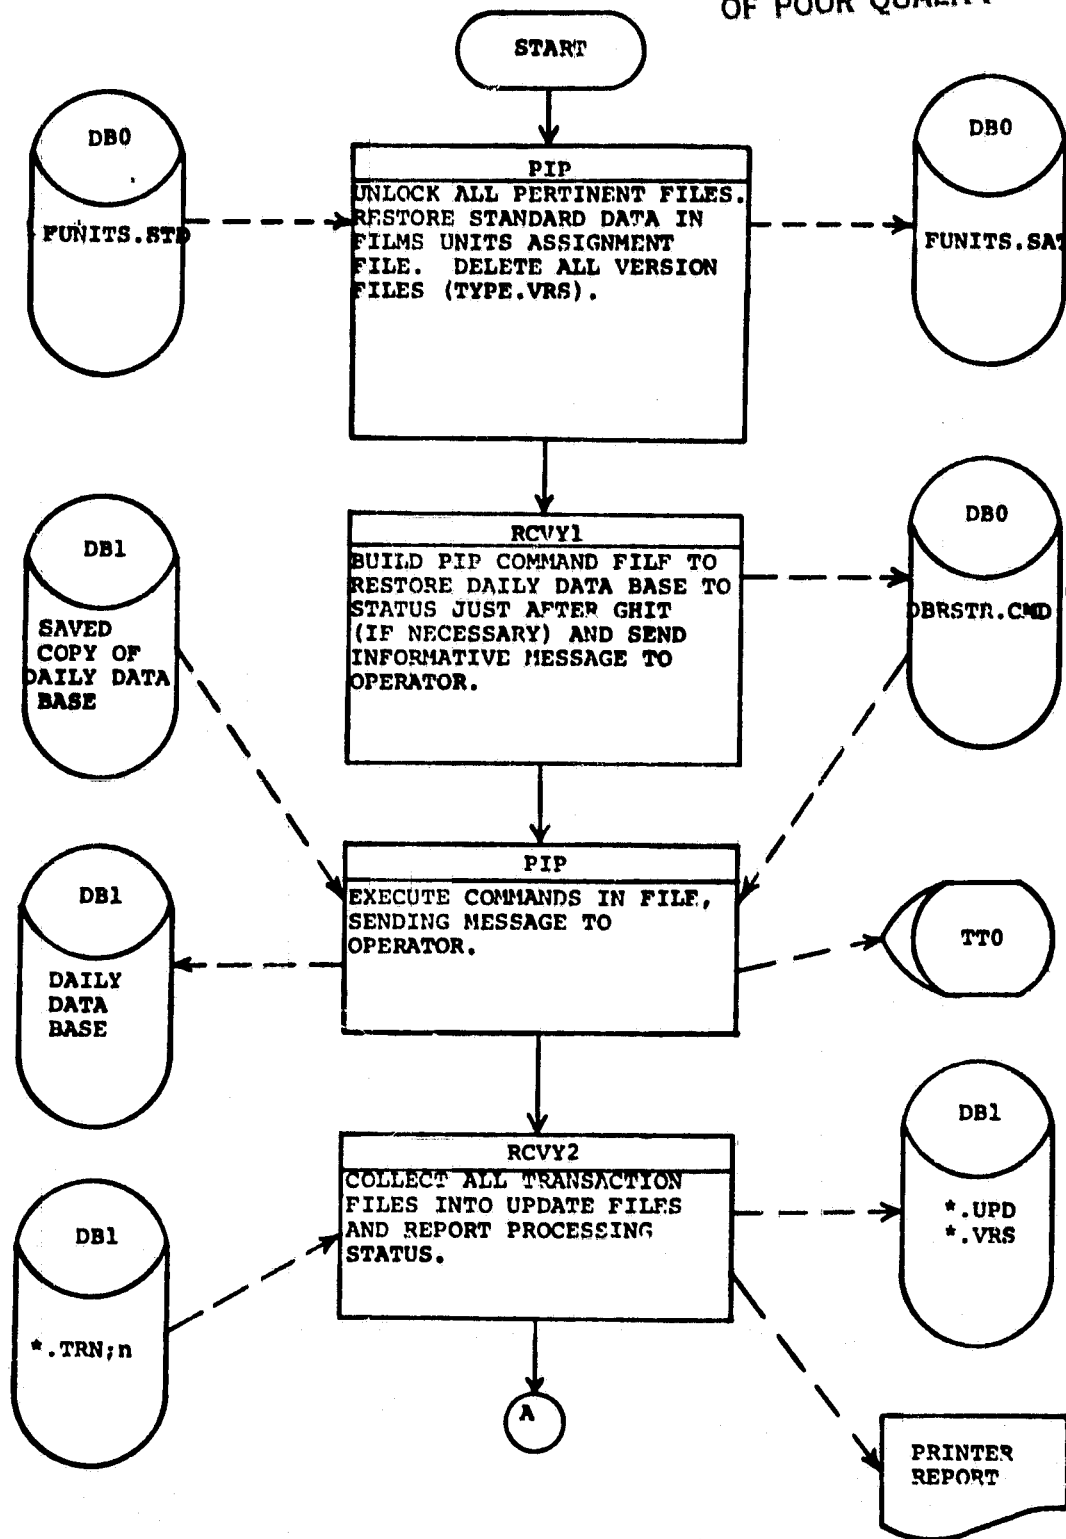 OF POOR QUALITY
START
DB0
FUNITS.STD
PIP
UNLOCK ALL PERTINENT FILES.
RESTORE STANDARD DATA IN
FILMS UNITS ASSIGNMENT
FILE. DELETE ALL VERSION
FILES (TYPE.VRS).
DB0
FUNITS.SAT
DB1
SAVED
COPY OF
DAILY DATA
BASE
RCVY1
BUILD PIP COMMAND FILE TO
RESTORE DAILY DATA BASE TO
STATUS JUST AFTER GHIT
(IF NECESSARY) AND SEND
INFORMATIVE MESSAGE TO
OPERATOR.
DB0
DBRSTR.CMD
DB1
DAILY
DATA
BASE
PIP
EXECUTE COMMANDS IN FILE,
SENDING MESSAGE TO
OPERATOR.
TT0
DB1
*.TRN;n
RCVY2
COLLECT ALL TRANSACTION
FILES INTO UPDATE FILES
AND REPORT PROCESSING
STATUS.
DB1
*.UPD
*.VRS
A
PRINTER
REPORT